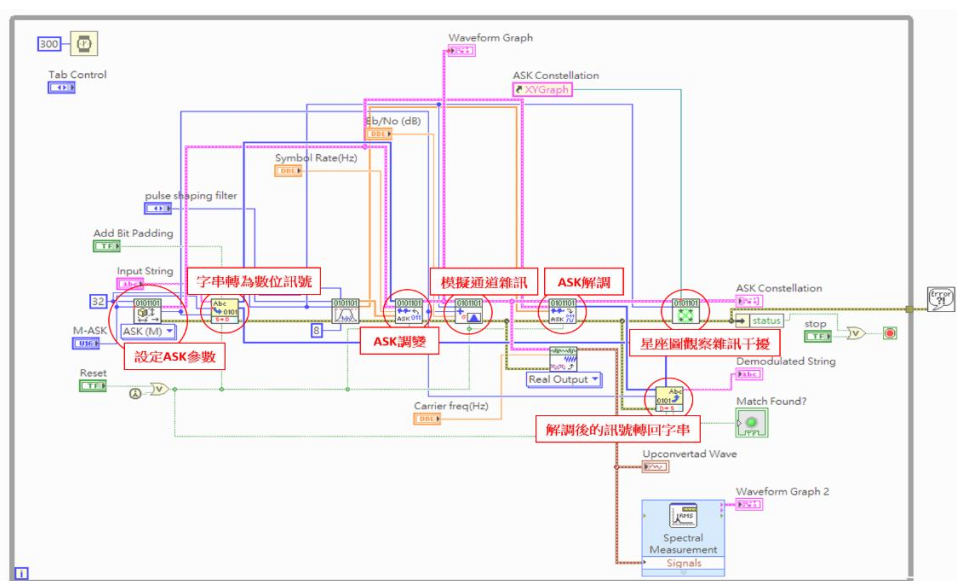 Waveform Graph
300
Tab Control
ASK Constellation
XYGraph
Eb/No (dB)
DBL
Symbol Rate(Hz)
DBL
pulse shaping filter
Add Bit Padding
TF
Input String
abc
字串轉為數位訊號
模擬通道雜訊
ASK解調
32
M-ASK
U16
ASK (M)
設定ASK參數
8
ASK調變
ASK Constellation
status
stop
TF
Error
?!
星座圖觀察雜訊干擾
Reset
TF
Real Output
Demodulated String
abc
Carrier freq(Hz)
DBL
Match Found?
解調後的訊號轉回字串
Upconvertad Wave
Waveform Graph 2
Spectral
Measurement
Signals
i